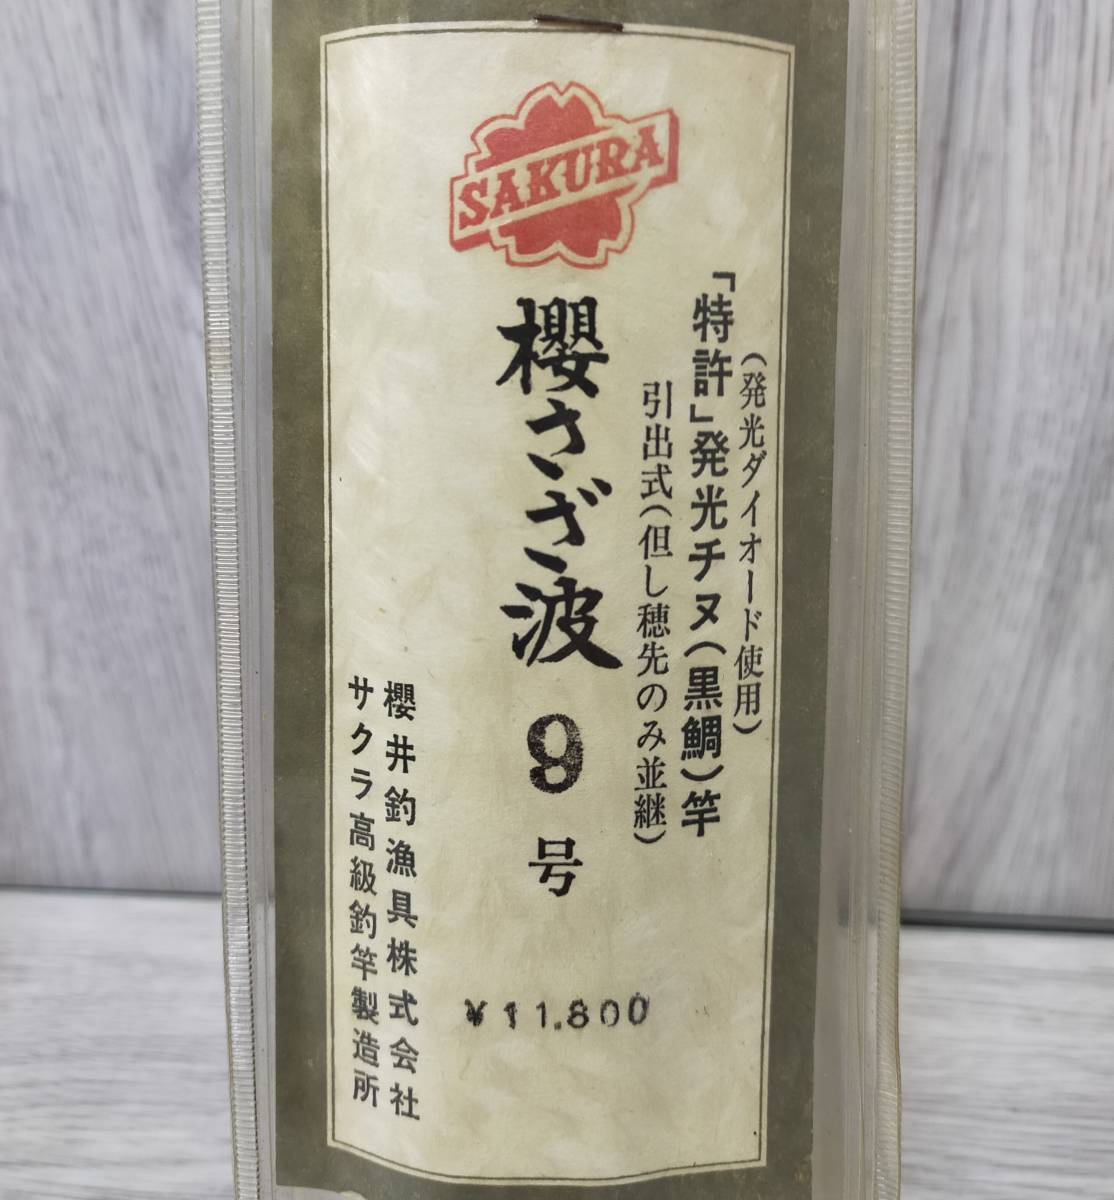 SAKURA
(発光ダイオード使用)
「特許」発光チヌ(黒鯛)竿
引出式(但し穂先のみ並継)
櫻さざ波 8号
¥11.800
櫻井釣漁具株式会社
サクラ高級釣竿製造所